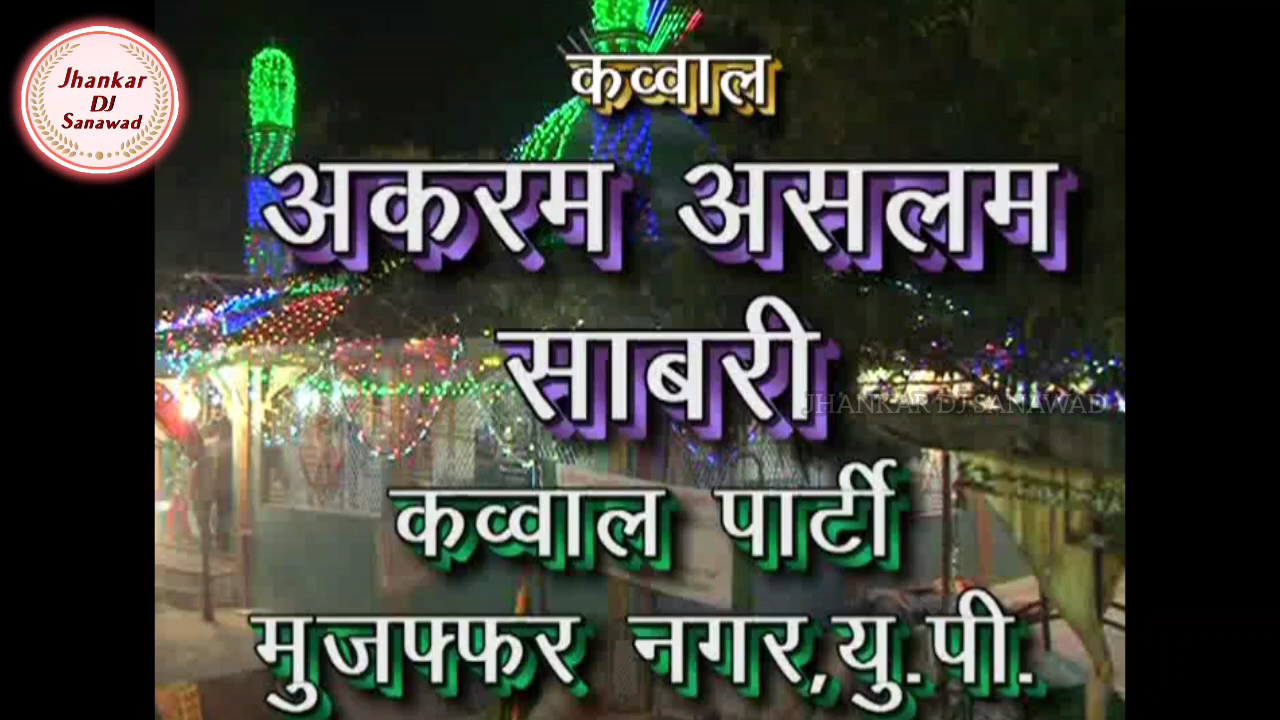 Jhankar
DJ
Sanawad
कव्वाल
अकरम असलम
साबरी
JHANKAR DJ SANAWAD
कव्वाल पार्टी
मुजफ्फर नगर,यु.पी.